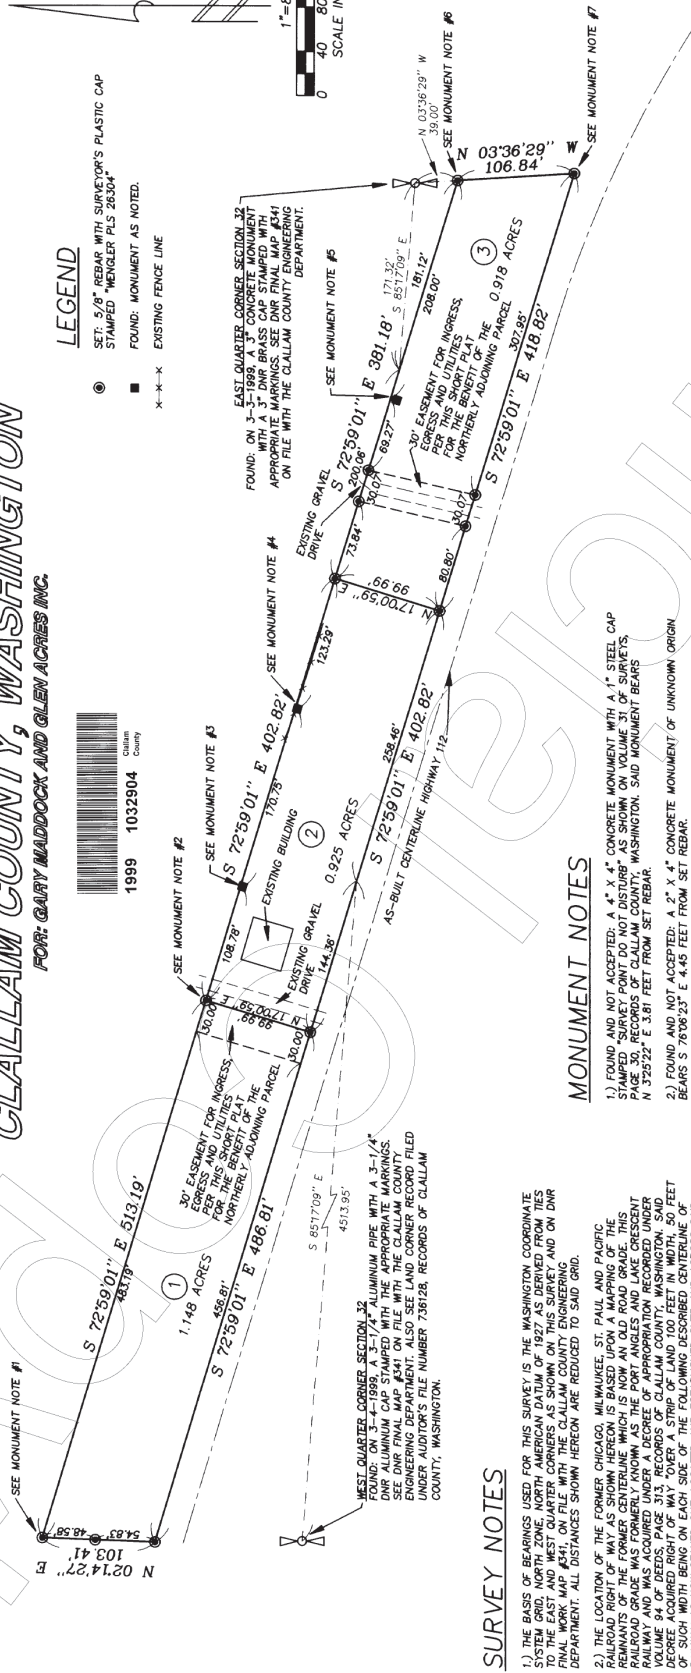 CLALLAM COUNTY, WASHINGTON
FOR: GARY MADDOCK AND GLEN ACRES INC.
1999 1032904 Clallam
County
LEGEND
SET: 5/8" REBAR WITH SURVEYOR'S PLASTIC CAP
STAMPED "WENGLER PLS 26304"
FOUND: MONUMENT AS NOTED.
EXISTING FENCE LINE
0 40 80
SCALE IN
1"=8
SEE MONUMENT NOTE #1
N 02°14'27" E
103.41'
48.58'
54.83'
S 72°59'01" E 513.19'
483.19'
1
1.148 ACRES
456.81'
S 72°59'01" E 486.81'
30' EASEMENT FOR INGRESS,
EGRESS AND UTILITIES
PER THIS SHORT PLAT
FOR THE BENEFIT OF THE
NORTHERLY ADJOINING PARCEL
30.00'
30.00'
N 17°00'59" E
99.99'
SEE MONUMENT NOTE #2
EXISTING GRAVEL
DRIVE
EXISTING BUILDING
108.78'
SEE MONUMENT NOTE #3
S 72°59'01" E 402.82'
170.75'
SEE MONUMENT NOTE #4
123.29'
2
0.925 ACRES
144.36'
258.46'
S 72°59'01" E 402.82'
AS-BUILT CENTERLINE HIGHWAY 112
N 17°00'59" E
99.99'
EXISTING GRAVEL
DRIVE
73.84'
30.07'
80.80'
30.07'
S 72°59'01" E 381.18'
200.06'
69.27'
SEE MONUMENT NOTE #5
181.12'
208.00'
171.32'
S 85°17'09" E
30' EASEMENT FOR INGRESS,
EGRESS AND UTILITIES
PER THIS SHORT PLAT
FOR THE BENEFIT OF THE
NORTHERLY ADJOINING PARCEL
3
0.918 ACRES
307.95'
S 72°59'01" E 418.82'
N 03°36'29" W
106.84'
N 03°36'29" W
39.00'
SEE MONUMENT NOTE #6
SEE MONUMENT NOTE #7
EAST QUARTER CORNER SECTION 32
FOUND: ON 3-3-1999, A 3" CONCRETE MONUMENT
WITH A 3" DNR BRASS CAP STAMPED WITH
APPROPRIATE MARKINGS. SEE DNR FINAL MAP #341
ON FILE WITH THE CLALLAM COUNTY ENGINEERING
DEPARTMENT.
WEST QUARTER CORNER SECTION 32
FOUND: ON 3-4-1999, A 3-1/4" ALUMINUM PIPE WITH A 3-1/4"
DNR ALUMINUM CAP STAMPED WITH THE APPROPRIATE MARKINGS.
SEE DNR FINAL MAP #341 ON FILE WITH THE CLALLAM COUNTY
ENGINEERING DEPARTMENT. ALSO SEE LAND CORNER RECORD FILED
UNDER AUDITOR'S FILE NUMBER 736128, RECORDS OF CLALLAM
COUNTY, WASHINGTON.
S 85°17'09" E
4513.95'
SURVEY NOTES
1.) THE BASIS OF BEARINGS USED FOR THIS SURVEY IS THE WASHINGTON COORDINATE
SYSTEM GRID, NORTH ZONE, NORTH AMERICAN DATUM OF 1927 AS DERIVED FROM TIES
TO THE EAST AND WEST QUARTER CORNERS AS SHOWN ON THIS SURVEY AND ON DNR
FINAL WORK MAP #341, ON FILE WITH THE CLALLAM COUNTY ENGINEERING
DEPARTMENT. ALL DISTANCES SHOWN HEREON ARE REDUCED TO SAID GRID.
2.) THE LOCATION OF THE FORMER CHICAGO, MILWAUKEE, ST. PAUL AND PACIFIC
RAILROAD RIGHT OF WAY AS SHOWN HEREON IS BASED UPON A MAPPING OF THE
REMNANTS OF THE FORMER CENTERLINE WHICH IS NOW AN OLD ROAD GRADE. THIS
RAILROAD GRADE WAS FORMERLY KNOWN AS THE PORT ANGELES AND LAKE CRESCENT
RAILWAY AND WAS ACQUIRED UNDER A DECREE OF APPROPRIATION RECORDED UNDER
VOLUME 94 OF DEEDS, PAGE 313, RECORDS OF CLALLAM COUNTY, WASHINGTON. SAID
DECREE ACQUIRED RIGHT OF WAY "OVER A STRIP OF LAND 100 FEET IN WIDTH, 50 FEET
OF SUCH WIDTH BEING ON EACH SIDE OF THE FOLLOWING DESCRIBED CENTERLINE OF
MONUMENT NOTES
1.) FOUND AND NOT ACCEPTED: A 4" X 4" CONCRETE MONUMENT WITH A 1" STEEL CAP
STAMPED "SURVEY POINT DO NOT DISTURB" AS SHOWN ON VOLUME 31 OF SURVEYS,
PAGE 30, RECORDS OF CLALLAM COUNTY, WASHINGTON. SAID MONUMENT BEARS
N 3°25'22" E 3.81 FEET FROM SET REBAR.
2.) FOUND AND NOT ACCEPTED: A 2" X 4" CONCRETE MONUMENT OF UNKNOWN ORIGIN
BEARS S 76°06'23" E 4.45 FEET FROM SET REBAR.